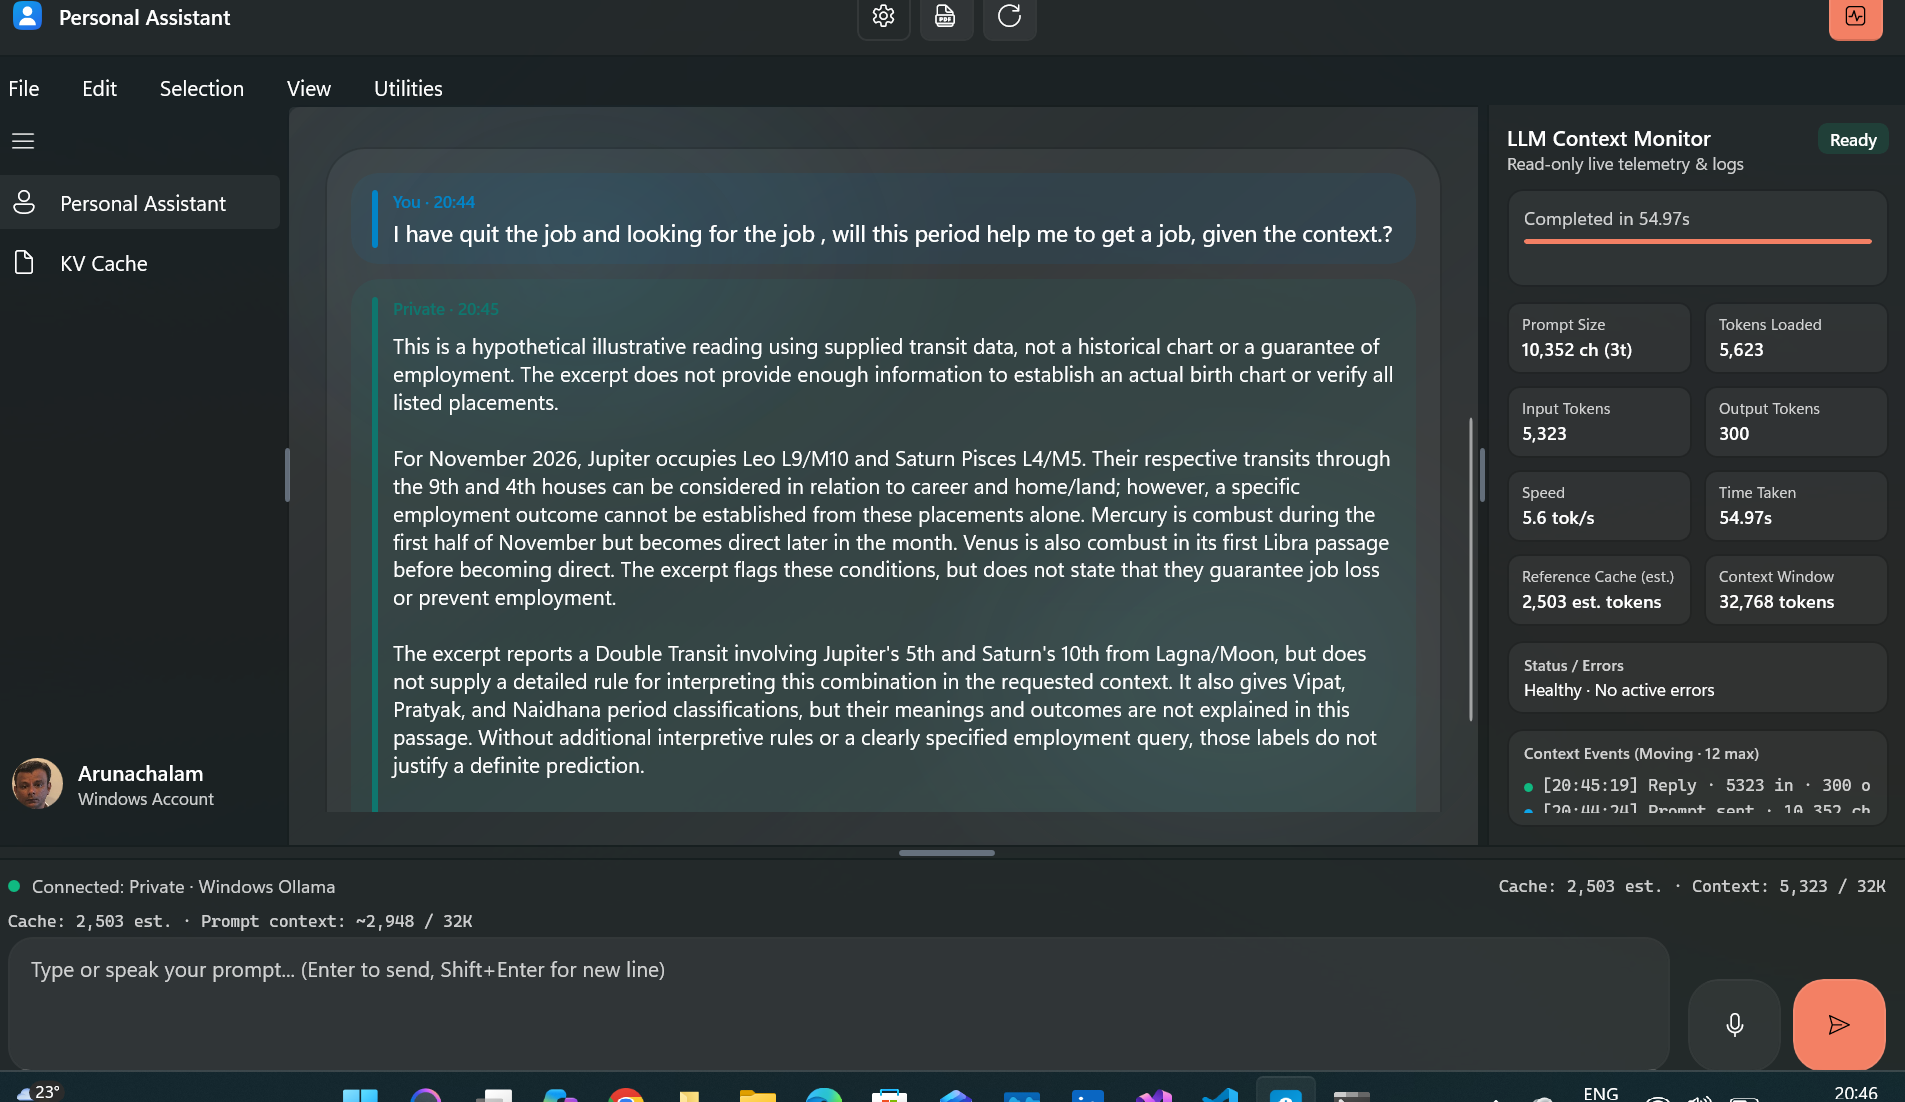 Personal Assistant
File Edit Selection View Utilities
Personal Assistant
KV Cache
You · 20:44
I have quit the job and looking for the job , will this period help me to get a job, given the context.?
Private · 20:45
This is a hypothetical illustrative reading using supplied transit data, not a historical chart or a guarantee of
employment. The excerpt does not provide enough information to establish an actual birth chart or verify all
listed placements.
For November 2026, Jupiter occupies Leo L9/M10 and Saturn Pisces L4/M5. Their respective transits through
the 9th and 4th houses can be considered in relation to career and home/land; however, a specific
employment outcome cannot be established from these placements alone. Mercury is combust during the
first half of November but becomes direct later in the month. Venus is also combust in its first Libra passage
before becoming direct. The excerpt flags these conditions, but does not state that they guarantee job loss
or prevent employment.
The excerpt reports a Double Transit involving Jupiter's 5th and Saturn's 10th from Lagna/Moon, but does
not supply a detailed rule for interpreting this combination in the requested context. It also gives Vipat,
Pratyak, and Naidhana period classifications, but their meanings and outcomes are not explained in this
passage. Without additional interpretive rules or a clearly specified employment query, those labels do not
justify a definite prediction.
LLM Context Monitor
Ready
Read-only live telemetry & logs
Completed in 54.97s
Prompt Size
10,352 ch (3t)
Tokens Loaded
5,623
Input Tokens
5,323
Output Tokens
300
Speed
5.6 tok/s
Time Taken
54.97s
Reference Cache (est.)
2,503 est. tokens
Context Window
32,768 tokens
Status / Errors
Healthy · No active errors
Context Events (Moving · 12 max)
[20:45:19] Reply · 5323 in · 300 o
[20:44:24] Prompt sent · 10,352 ch
Arunachalam
Windows Account
Connected: Private · Windows Ollama
Cache: 2,503 est. · Context: 5,323 / 32K
Cache: 2,503 est. · Prompt context: ~2,948 / 32K
Type or speak your prompt... (Enter to send, Shift+Enter for new line)
23°
ENG
20:46